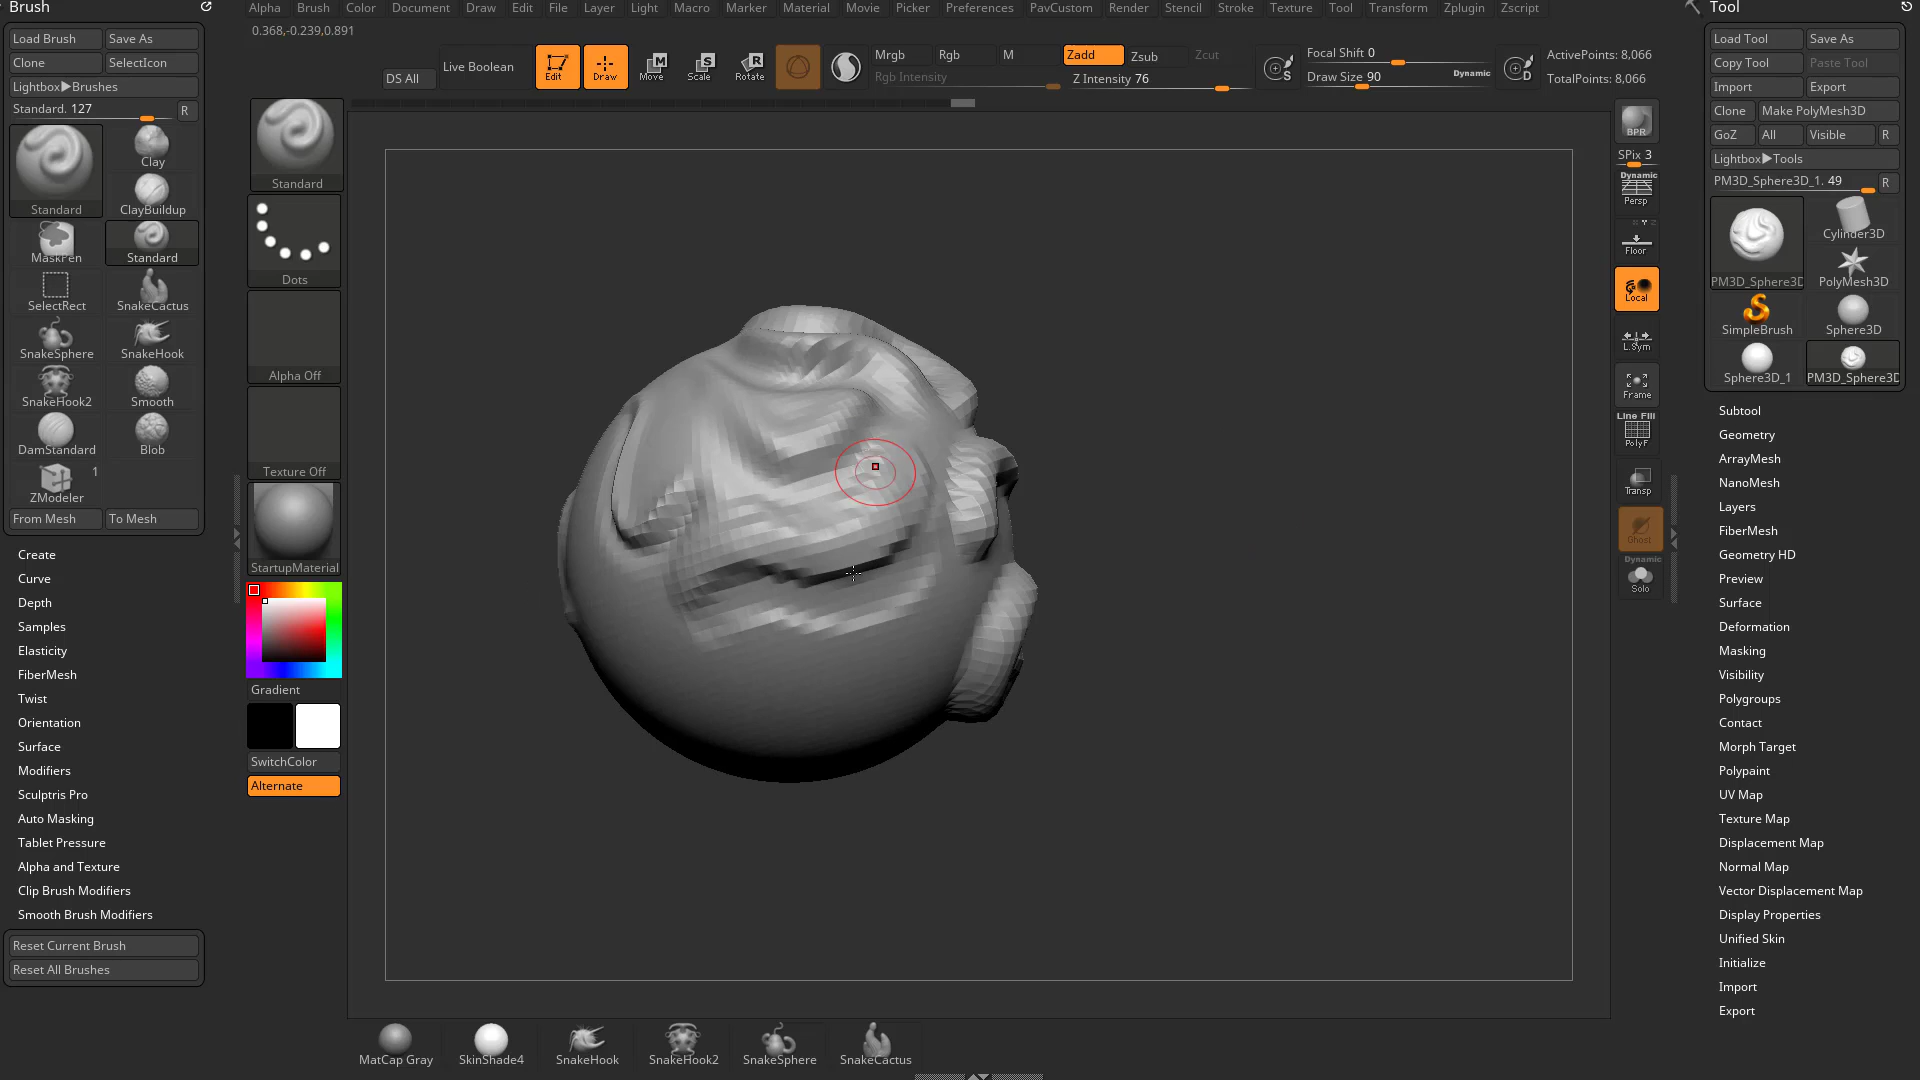 Brush
Load Brush Save As
Clone SelectIcon
Lightbox▶Brushes
Standard. 127 R
Standard
Clay
ClayBuildup
MaskPen Standard
SelectRect SnakeCactus
SnakeSphere SnakeHook
SnakeHook2 Smooth
DamStandard Blob
ZModeler 1
From Mesh To Mesh
Create
Curve
Depth
Samples
Elasticity
FiberMesh
Twist
Orientation
Surface
Modifiers
Sculptris Pro
Auto Masking
Tablet Pressure
Alpha and Texture
Clip Brush Modifiers
Smooth Brush Modifiers
Reset Current Brush
Reset All Brushes
Alpha Brush Color Document Draw Edit File Layer Light Macro Marker Material Movie Picker Preferences PavCustom Render Stencil Stroke Texture Tool Transform Zplugin Zscript
0.368,-0.239,0.891
DS All
Live Boolean
Edit Draw Move Scale Rotate
Mrgb Rgb M Zadd Zsub Zcut
Rgb Intensity Z Intensity 76
S
Focal Shift 0
Draw Size 90 Dynamic
D
ActivePoints: 8,066
TotalPoints: 8,066
Standard
Dots
Alpha Off
Texture Off
StartupMaterial
Gradient
SwitchColor
Alternate
BPR
SPix 3
Dynamic
Persp
Floor
Local
L.Sym
Frame
Line Fill
PolyF
Transp
Ghost
Dynamic
Solo
MatCap Gray SkinShade4 SnakeHook SnakeHook2 SnakeSphere SnakeCactus
Tool
Load Tool Save As
Copy Tool Paste Tool
Import Export
Clone Make PolyMesh3D
GoZ All Visible R
Lightbox▶Tools
PM3D_Sphere3D_1. 49 R
PM3D_Sphere3D
Cylinder3D
PolyMesh3D
SimpleBrush Sphere3D
Sphere3D_1 PM3D_Sphere3D
Subtool
Geometry
ArrayMesh
NanoMesh
Layers
FiberMesh
Geometry HD
Preview
Surface
Deformation
Masking
Visibility
Polygroups
Contact
Morph Target
Polypaint
UV Map
Texture Map
Displacement Map
Normal Map
Vector Displacement Map
Display Properties
Unified Skin
Initialize
Import
Export